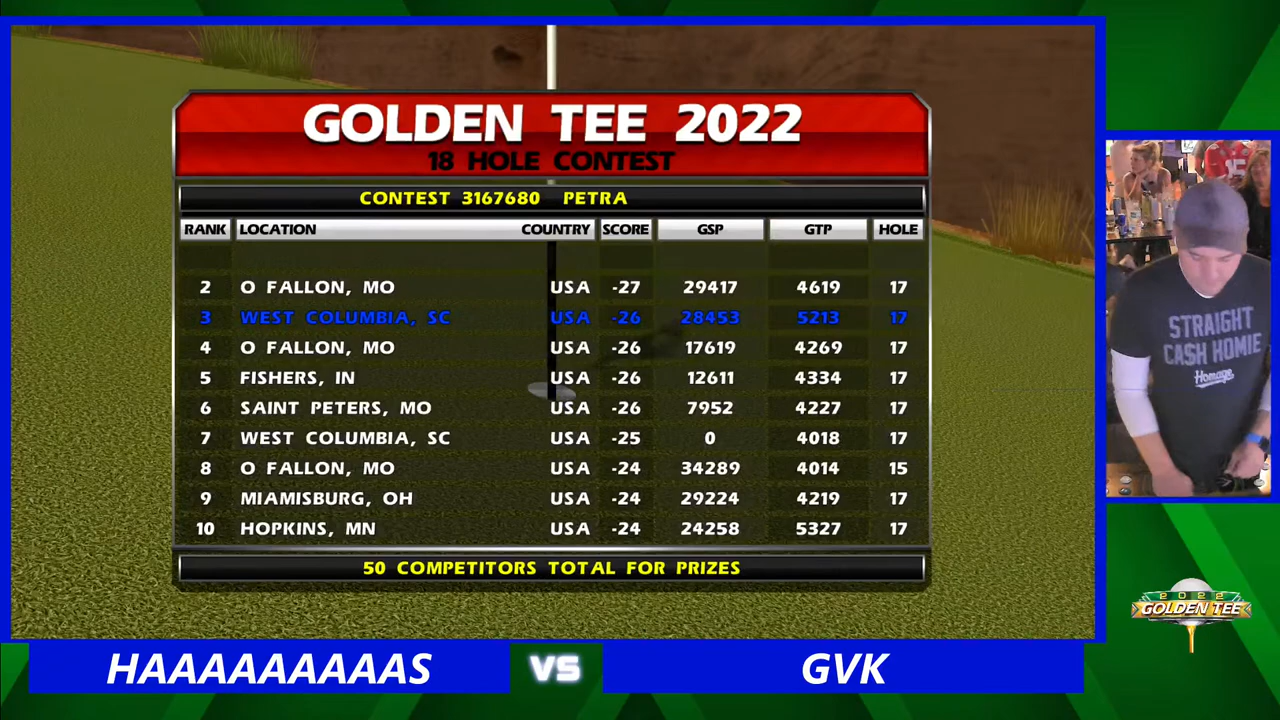 GOLDEN TEE 2022
18 HOLE CONTEST
CONTEST 3167680 PETRA
RANK LOCATION COUNTRY SCORE GSP GTP HOLE
2 O FALLON, MO USA -27 29417 4619 17
3 WEST COLUMBIA, SC USA -26 28453 5213 17
4 O FALLON, MO USA -26 17619 4269 17
5 FISHERS, IN USA -26 12611 4334 17
6 SAINT PETERS, MO USA -26 7952 4227 17
7 WEST COLUMBIA, SC USA -25 0 4018 17
8 O FALLON, MO USA -24 34289 4014 15
9 MIAMISBURG, OH USA -24 29224 4219 17
10 HOPKINS, MN USA -24 24258 5327 17
50 COMPETITORS TOTAL FOR PRIZES
15
STRAIGHT
CASH HOMIE
Homage
2022
GOLDEN TEE
HAAAAAAAAAS VS GVK